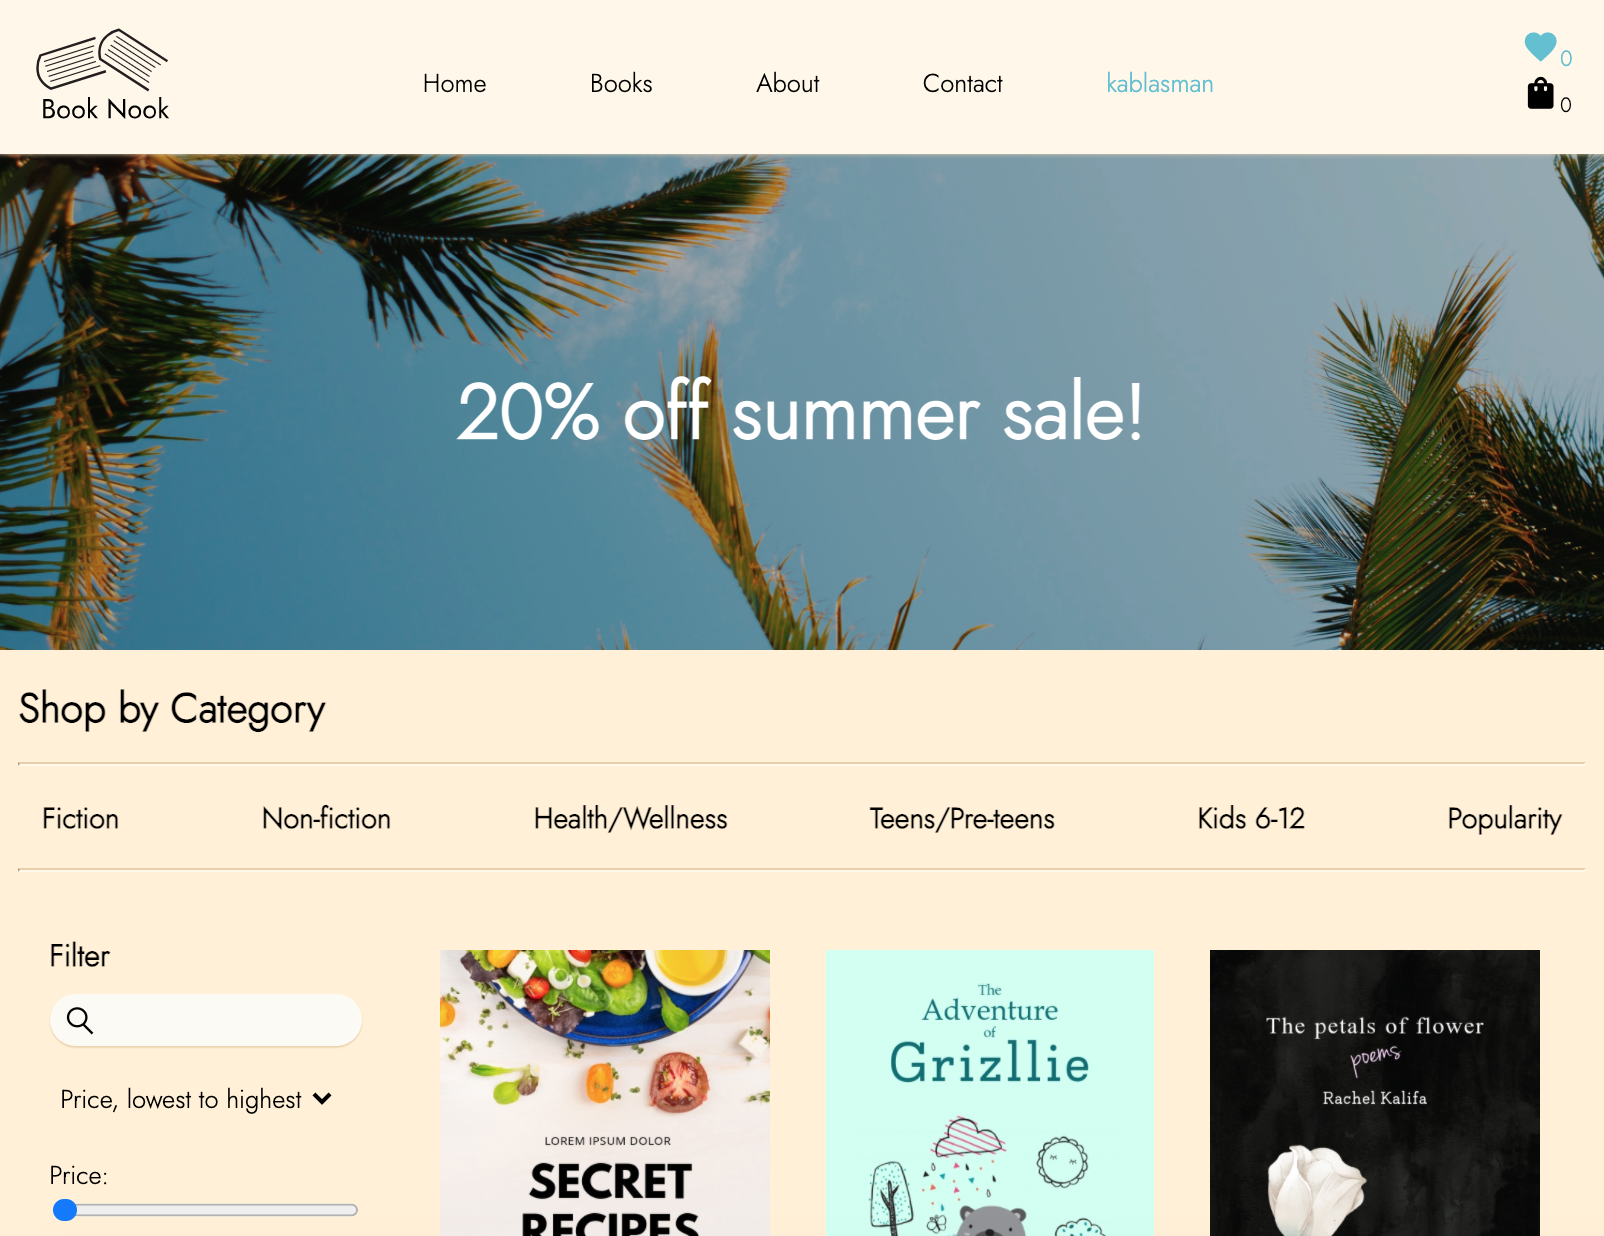 Book Nook
Home
Books
About
Contact
kablasman
0
0
20% off summer sale!
Shop by Category
Fiction
Non-fiction
Health/Wellness
Teens/Pre-teens
Kids 6-12
Popularity
Filter
Price, lowest to highest
Price:
LOREM IPSUM DOLOR
SECRET
RECIPES
The
Adventure
of
Grizllie
The petals of flower
poems
Rachel Kalifa